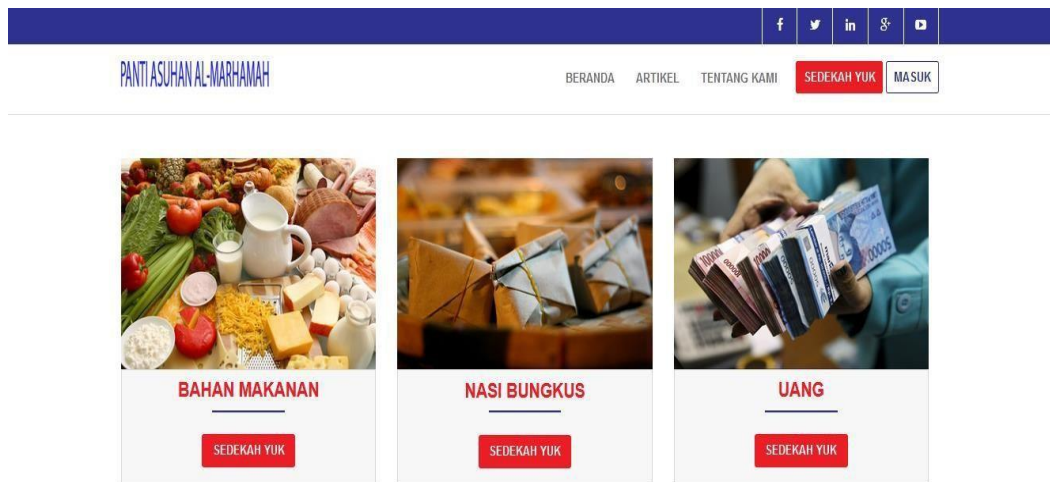 PANTI ASUHAN AL-MARHAMAH
BERANDA ARTIKEL TENTANG KAMI SEDEKAH YUK MASUK
BAHAN MAKANAN
SEDEKAH YUK
NASI BUNGKUS
SEDEKAH YUK
UANG
SEDEKAH YUK